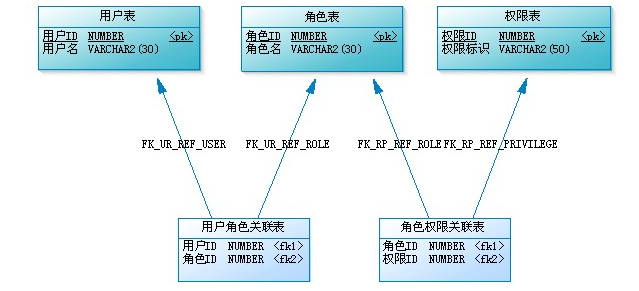 用户表
用户ID NUMBER <pk>
用户名 VARCHAR2(30)
角色表
角色ID NUMBER <pk>
角色名 VARCHAR2(30)
权限表
权限ID NUMBER <pk>
权限标识 VARCHAR2(50)
FK_UR_REF_USER
FK_UR_REF_ROLE
FK_RP_REF_ROLE
FK_RP_REF_PRIVILEGE
用户角色关联表
用户ID NUMBER <fk1>
角色ID NUMBER <fk2>
角色权限关联表
角色ID NUMBER <fk1>
权限ID NUMBER <fk2>